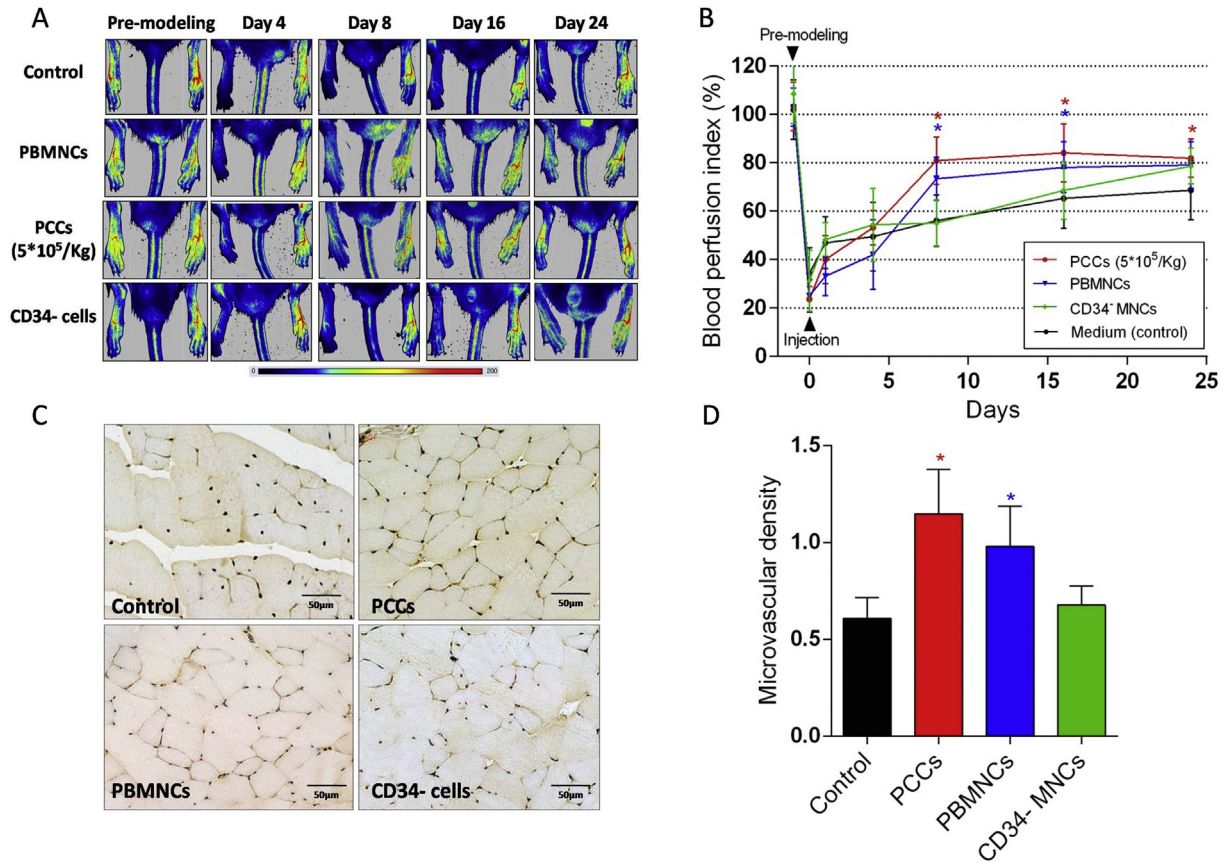 A
Pre-modeling Day 4 Day 8 Day 16 Day 24
Control
PBMNCs
PCCs
(5*10⁵/Kg)
CD34- cells
0 200
B
Pre-modeling
Blood perfusion index (%)
120
100
80
60
40
20
0
* * *
* *
PCCs (5*10⁵/Kg)
PBMNCs
CD34⁻ MNCs
Medium (control)
Injection
0 5 10 15 20 25
Days
C
Control 50μm
PCCs 50μm
PBMNCs 50μm
CD34- cells 50μm
D
Microvascular density
1.5
1.0
0.5
0.0
* *
Control
PCCs
PBMNCs
CD34- MNCs